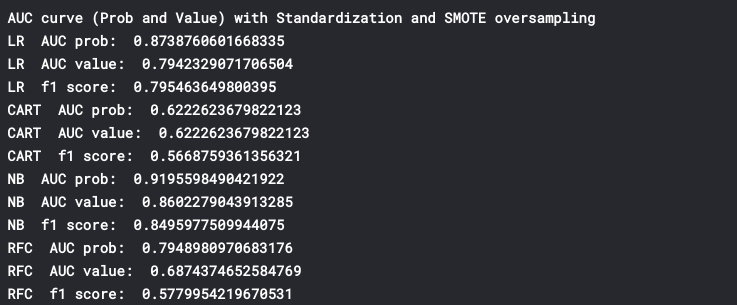 AUC curve (Prob and Value) with Standardization and SMOTE oversampling
LR  AUC prob:  0.8738760601668335
LR  AUC value:  0.7942329071706504
LR  f1 score:  0.795463649800395
CART  AUC prob:  0.6222623679822123
CART  AUC value:  0.6222623679822123
CART  f1 score:  0.5668759361356321
NB  AUC prob:  0.9195598490421922
NB  AUC value:  0.8602279043913285
NB  f1 score:  0.8495977509944075
RFC  AUC prob:  0.7948980970683176
RFC  AUC value:  0.6874374652584769
RFC  f1 score:  0.5779954219670531